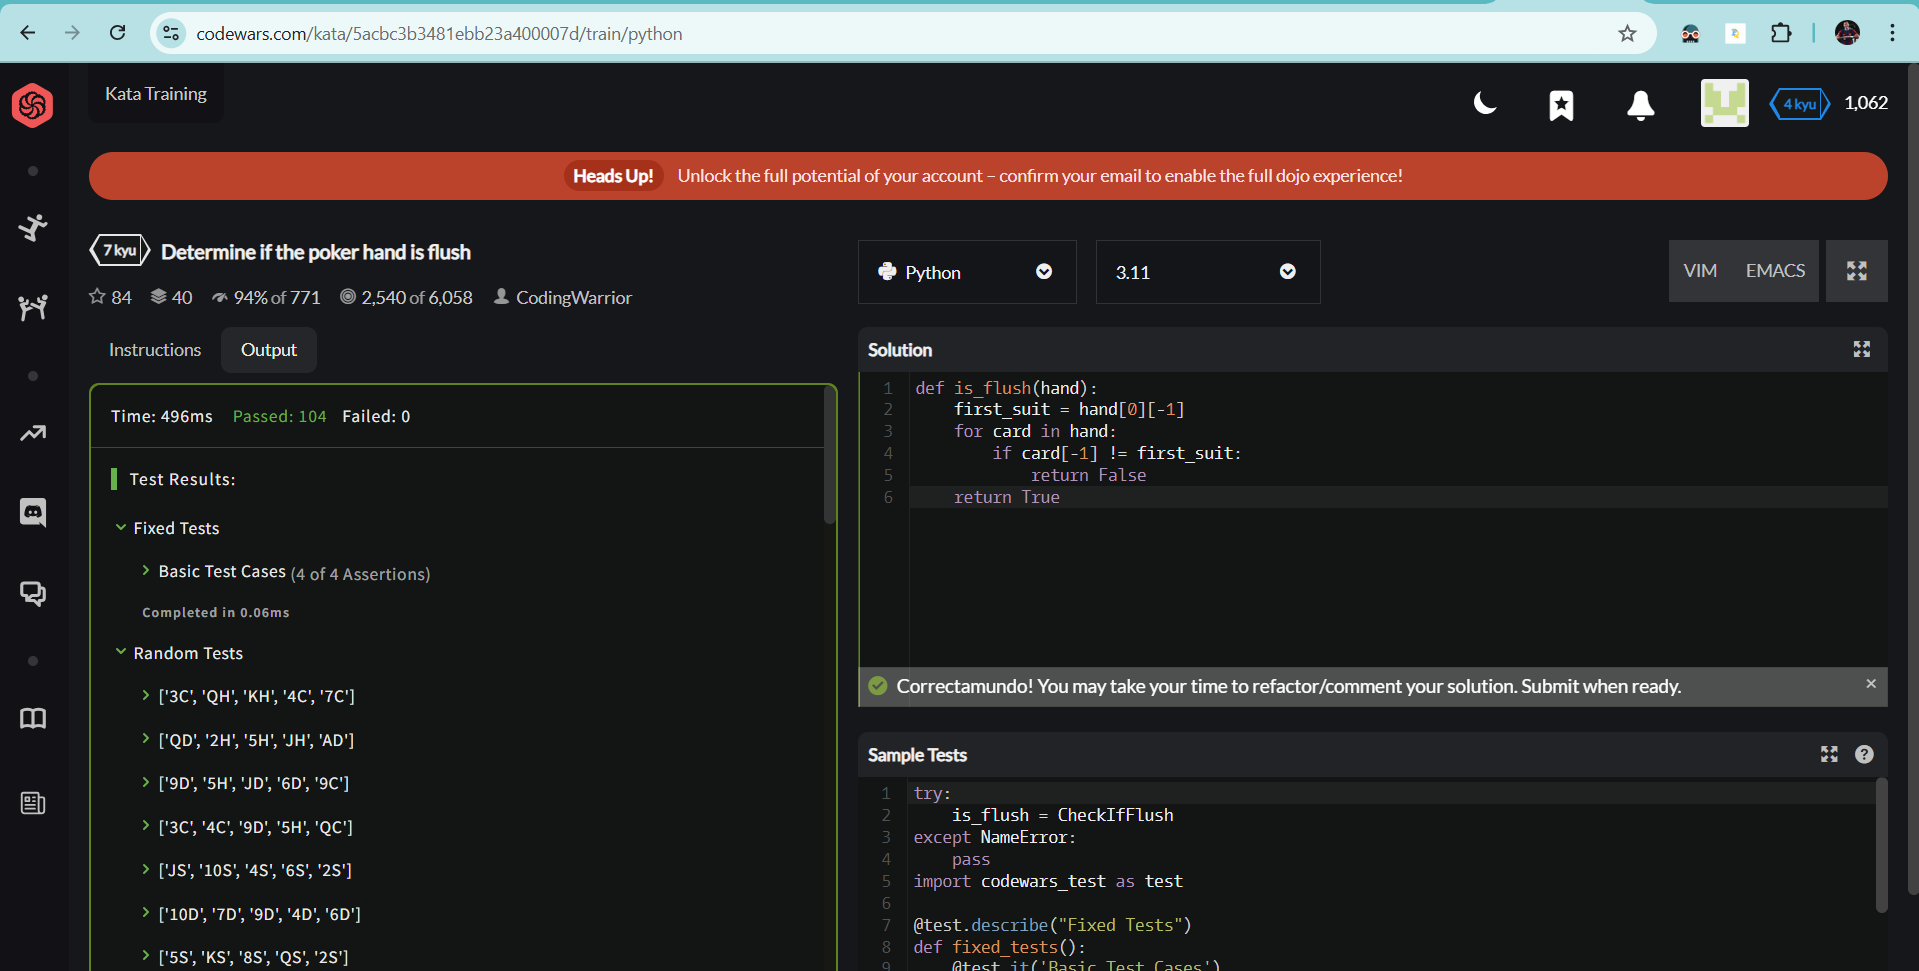 codewars.com/kata/5acbc3b3481ebb23a400007d/train/python
Kata Training
4 kyu
1,062
Heads Up! Unlock the full potential of your account – confirm your email to enable the full dojo experience!
7 kyu Determine if the poker hand is flush
84 40 94% of 771 2,540 of 6,058 CodingWarrior
Instructions Output
Time: 496ms Passed: 104 Failed: 0
Test Results:
Fixed Tests
Basic Test Cases (4 of 4 Assertions)
Completed in 0.06ms
Random Tests
['3C', 'QH', 'KH', '4C', '7C']
['QD', '2H', '5H', 'JH', 'AD']
['9D', '5H', 'JD', '6D', '9C']
['3C', '4C', '9D', '5H', 'QC']
['JS', '10S', '4S', '6S', '2S']
['10D', '7D', '9D', '4D', '6D']
['5S', 'KS', '8S', 'QS', '2S']
Python 3.11 VIM EMACS
Solution
1 def is_flush(hand):
2 first_suit = hand[0][-1]
3 for card in hand:
4 if card[-1] != first_suit:
5 return False
6 return True
Correctamundo! You may take your time to refactor/comment your solution. Submit when ready.
Sample Tests
1 try:
2 is_flush = CheckIfFlush
3 except NameError:
4 pass
5 import codewars_test as test
6
7 @test.describe("Fixed Tests")
8 def fixed_tests():
9 @test.it('Basic Test Cases')